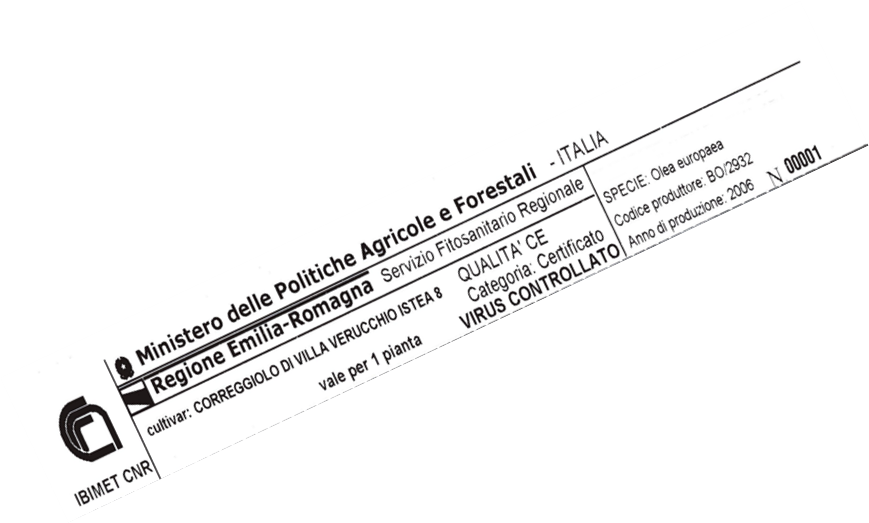 Ministero delle Politiche Agricole e Forestali - ITALIA
Regione Emilia-Romagna Servizio Fitosanitario Regionale
cultivar: CORREGGIOLO DI VILLA VERUCCHIO ISTEA 8
vale per 1 pianta
QUALITA' CE
Categoria: Certificato
VIRUS CONTROLLATO
SPECIE: Olea europaea
Codice produttore: BO/2932
Anno di produzione: 2006
N 00001
IBIMET CNR